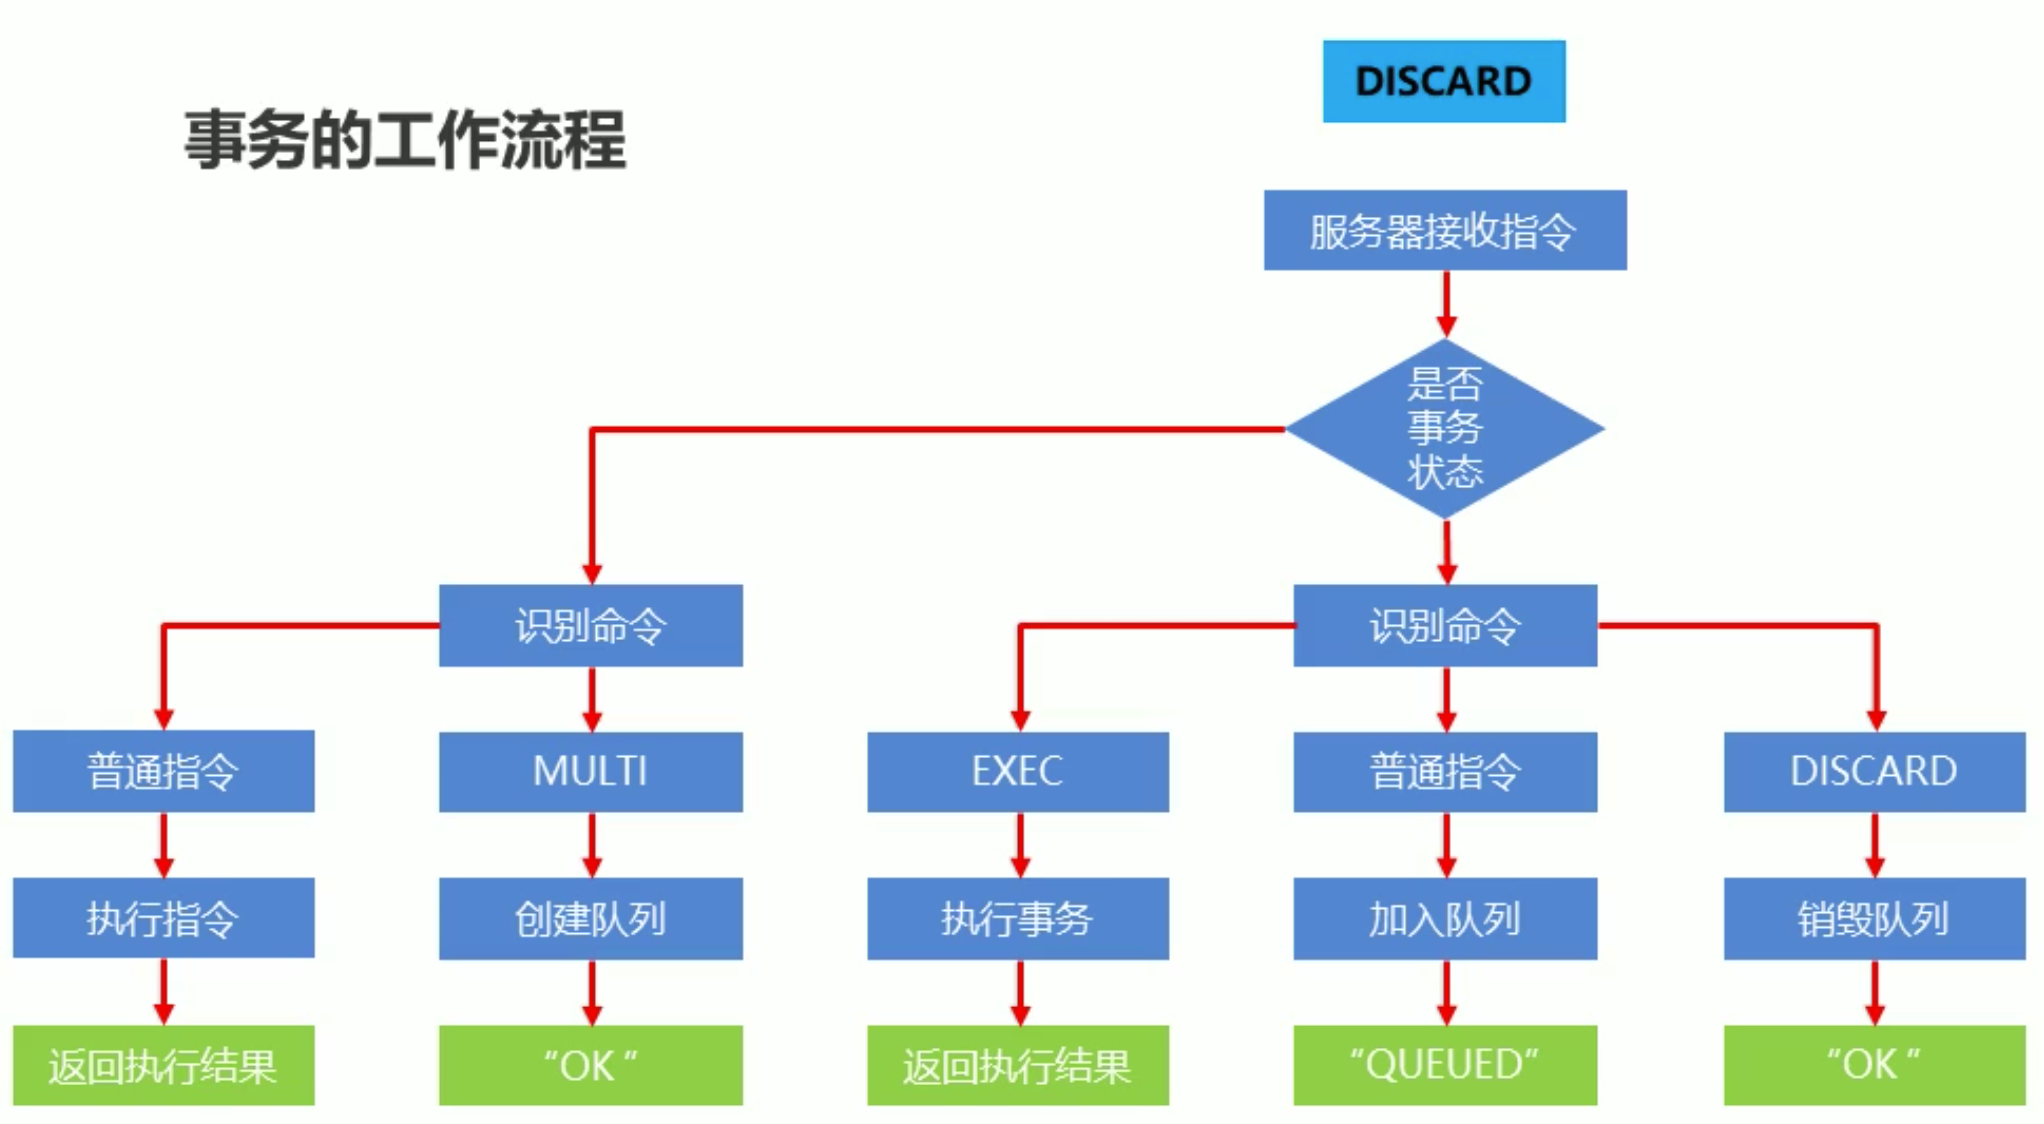 DISCARD
事务的工作流程
服务器接收指令
是否
事务
状态
识别命令
识别命令
普通指令
MULTI
EXEC
普通指令
DISCARD
执行指令
创建队列
执行事务
加入队列
销毁队列
返回执行结果
“OK ”
返回执行结果
“QUEUED”
“OK ”